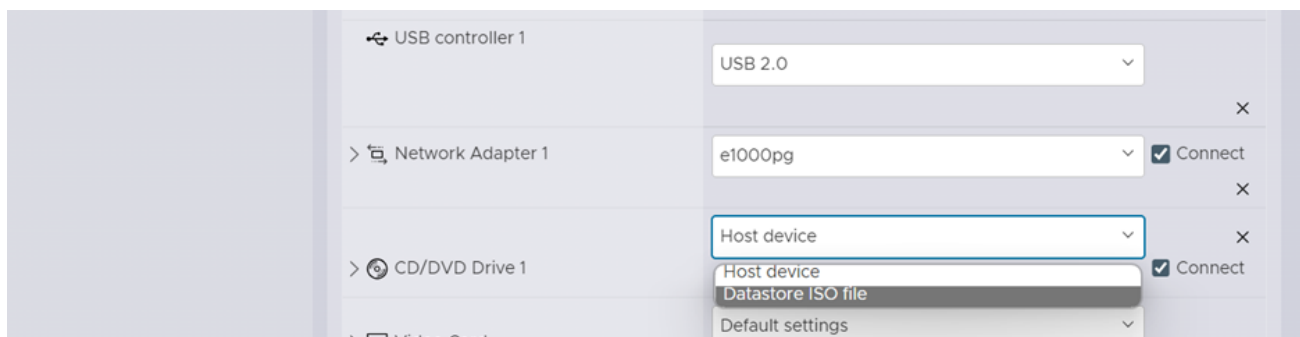 USB controller 1
USB 2.0
Network Adapter 1
e1000pg
Connect
Host device
CD/DVD Drive 1
Connect
Host device
Datastore ISO file
Default settings